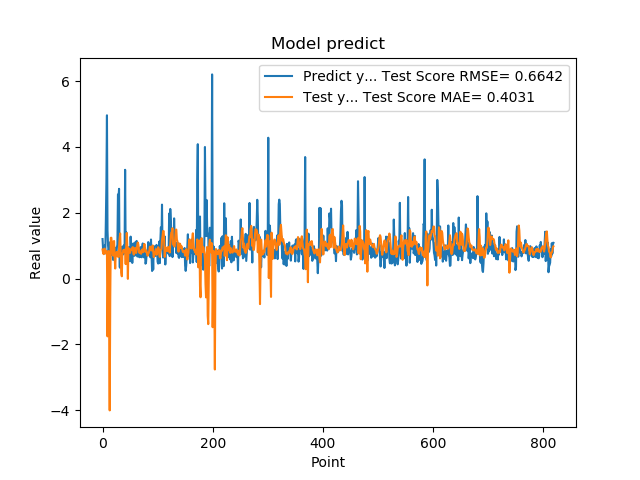 Model predict
Predict y... Test Score RMSE= 0.6642
Test y... Test Score MAE= 0.4031
6
4
2
0
−2
−4
Real value
0 200 400 600 800
Point